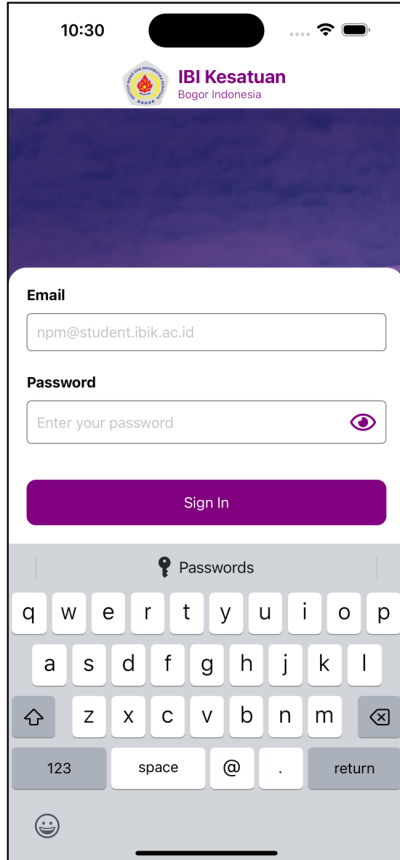 10:30
IBI Kesatuan
Bogor Indonesia
Email
npm@student.ibik.ac.id
Password
Enter your password
Sign In
Passwords
q w e r t y u i o p
a s d f g h j k l
z x c v b n m
123 space @ . return